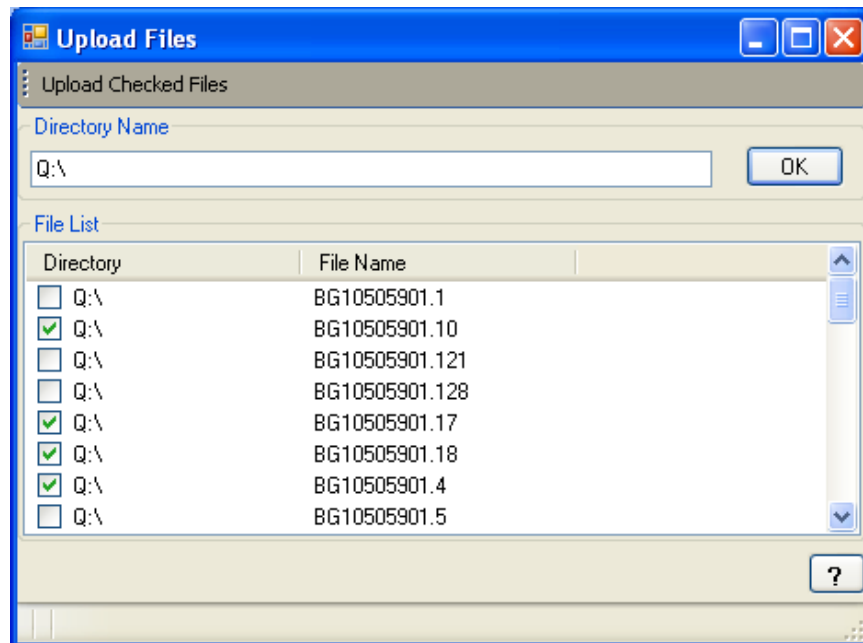 Upload Files
Upload Checked Files
Directory Name
Q:\ OK
File List
Directory File Name
Q:\ BG10505901.1
Q:\ BG10505901.10
Q:\ BG10505901.121
Q:\ BG10505901.128
Q:\ BG10505901.17
Q:\ BG10505901.18
Q:\ BG10505901.4
Q:\ BG10505901.5
?